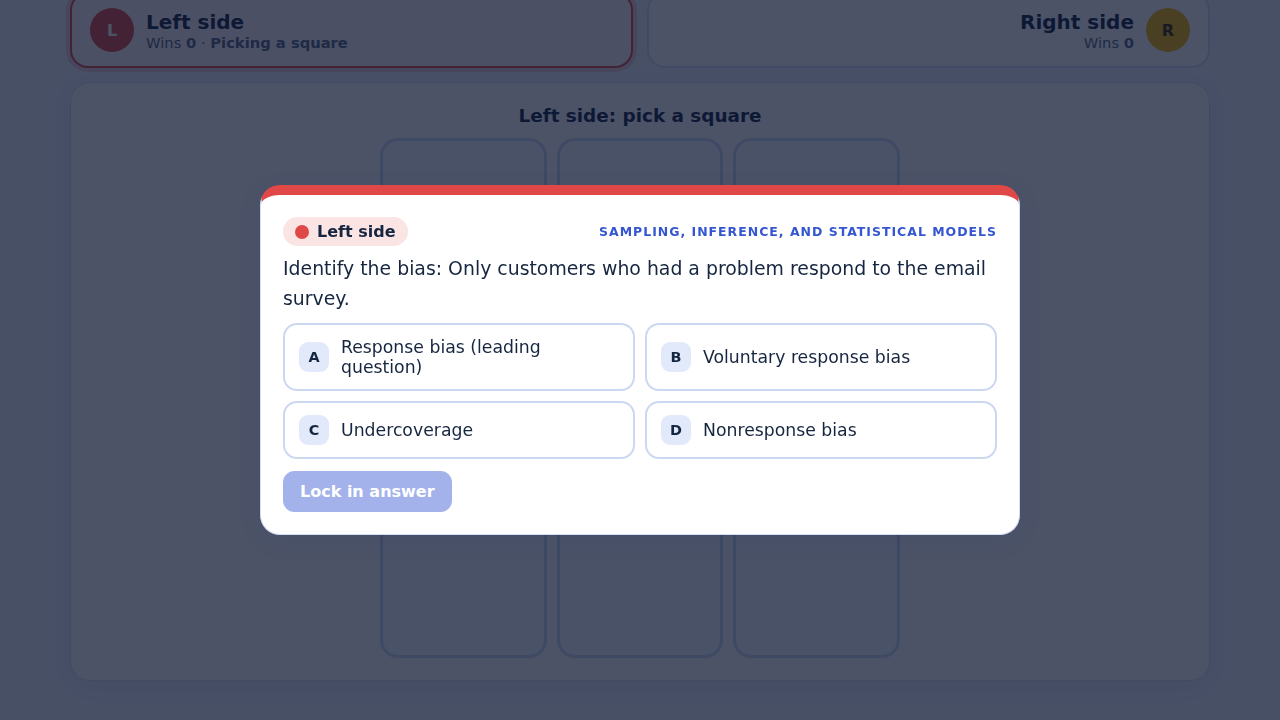 L
Left side
Wins 0 · Picking a square
Right side
Wins 0
R
Left side: pick a square
Left side
SAMPLING, INFERENCE, AND STATISTICAL MODELS
Identify the bias: Only customers who had a problem respond to the email
survey.
A
Response bias (leading
question)
B
Voluntary response bias
C
Undercoverage
D
Nonresponse bias
Lock in answer